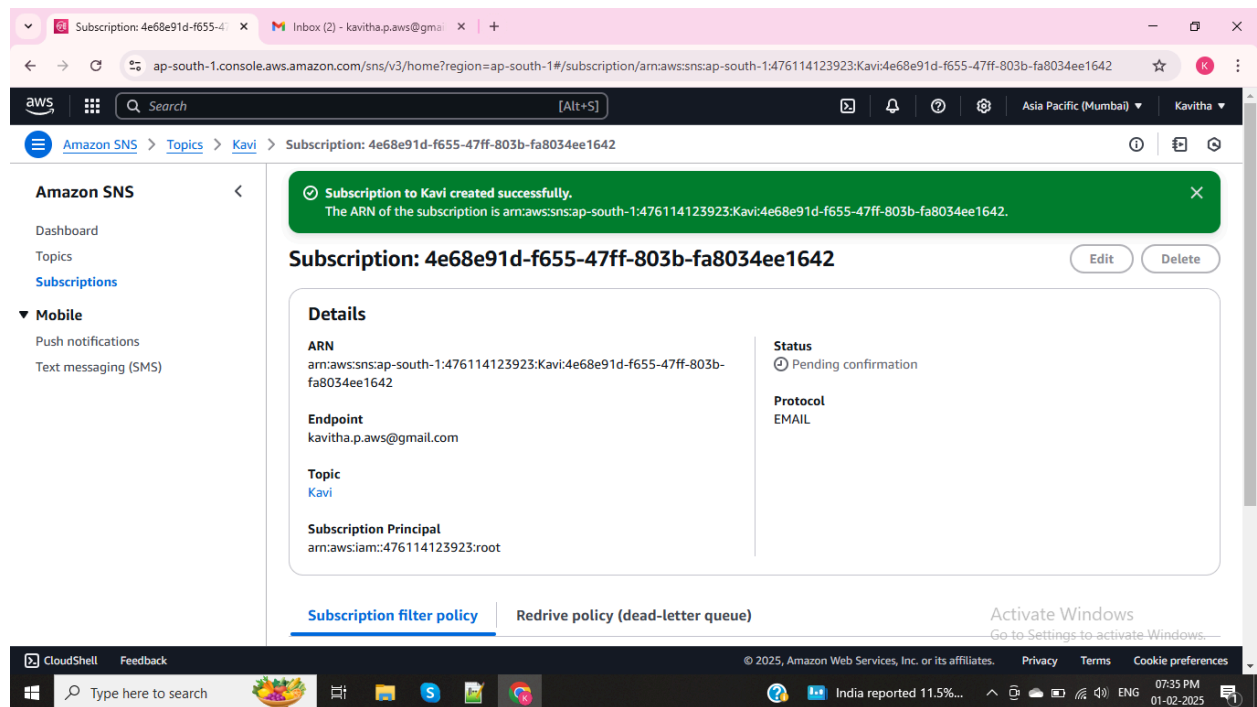 Subscription: 4e68e91d-f655-47
Inbox (2) - kavitha.p.aws@gmai
ap-south-1.console.aws.amazon.com/sns/v3/home?region=ap-south-1#/subscription/arn:aws:sns:ap-south-1:476114123923:Kavi:4e68e91d-f655-47ff-803b-fa8034ee1642
K
aws
Search
[Alt+S]
Asia Pacific (Mumbai)
Kavitha
Amazon SNS > Topics > Kavi > Subscription: 4e68e91d-f655-47ff-803b-fa8034ee1642
Amazon SNS
Dashboard
Topics
Subscriptions
Mobile
Push notifications
Text messaging (SMS)
Subscription to Kavi created successfully.
The ARN of the subscription is arn:aws:sns:ap-south-1:476114123923:Kavi:4e68e91d-f655-47ff-803b-fa8034ee1642.
Subscription: 4e68e91d-f655-47ff-803b-fa8034ee1642
Edit
Delete
Details
ARN
arn:aws:sns:ap-south-1:476114123923:Kavi:4e68e91d-f655-47ff-803b-
fa8034ee1642
Endpoint
kavitha.p.aws@gmail.com
Topic
Kavi
Subscription Principal
arn:aws:iam::476114123923:root
Status
Pending confirmation
Protocol
EMAIL
Subscription filter policy
Redrive policy (dead-letter queue)
Activate Windows
Go to Settings to activate Windows.
CloudShell
Feedback
© 2025, Amazon Web Services, Inc. or its affiliates.
Privacy
Terms
Cookie preferences
Type here to search
India reported 11.5%...
ENG
07:35 PM
01-02-2025